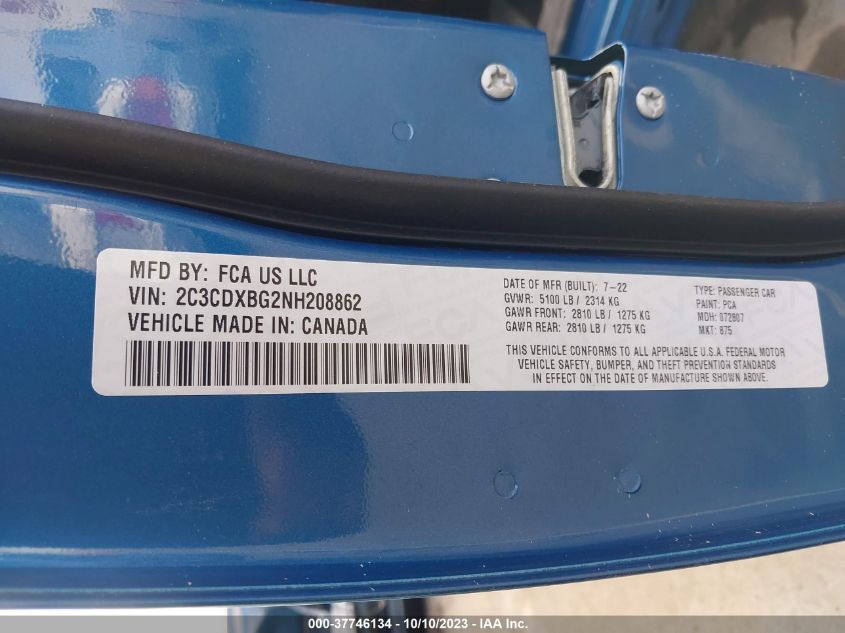 MFD BY: FCA US LLC
VIN: 2C3CDXBG2NH208862
VEHICLE MADE IN: CANADA
DATE OF MFR (BUILT): 7-22
GVWR: 5100 LB / 2314 KG
GAWR FRONT: 2810 LB / 1275 KG
GAWR REAR: 2810 LB / 1275 KG
TYPE: PASSENGER CAR
PAINT: PCA
MDH: 072907
MKT: 875
THIS VEHICLE CONFORMS TO ALL APPLICABLE U.S.A. FEDERAL MOTOR
VEHICLE SAFETY, BUMPER, AND THEFT PREVENTION STANDARDS
IN EFFECT ON THE DATE OF MANUFACTURE SHOWN ABOVE.
000-37746134 - 10/10/2023 - © IAA Inc.